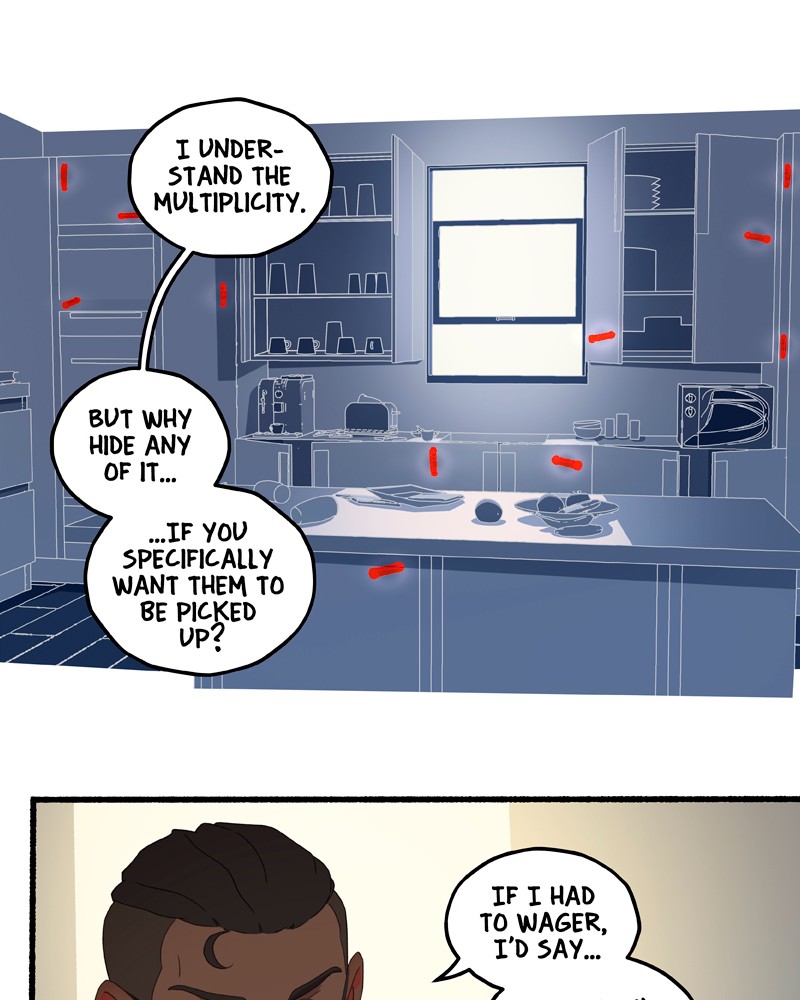 I UNDER-
STAND THE
MULTIPLICITY.
BUT WHY
HIDE ANY
OF IT...
...IF YOU
SPECIFICALLY
WANT THEM TO
BE PICKED
UP?
IF I HAD
TO WAGER,
I'D SAY...